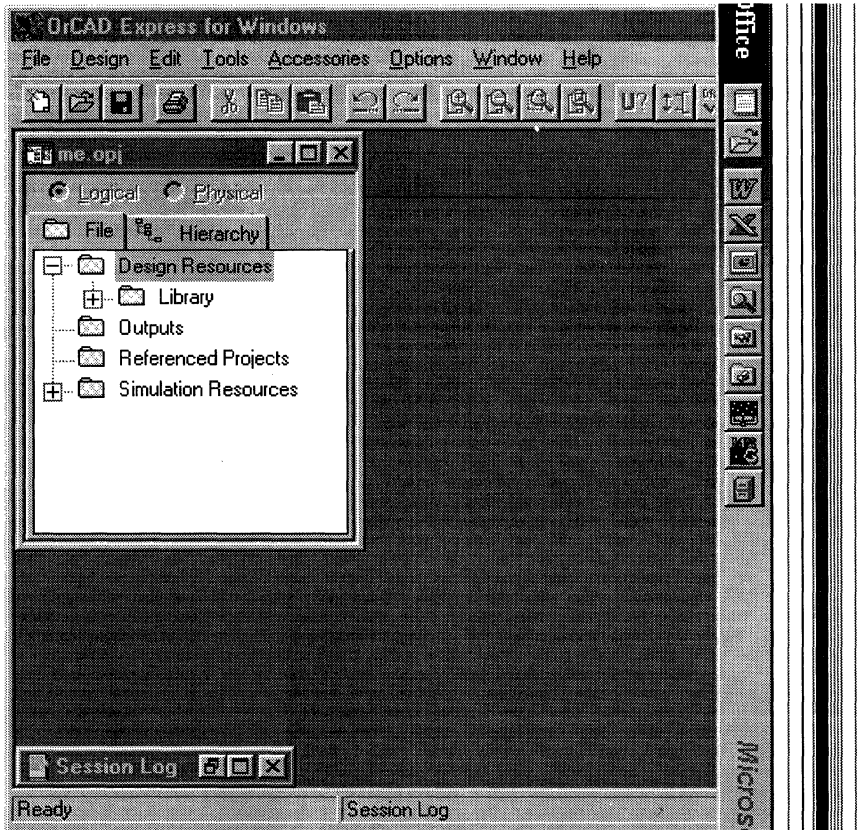 OrCAD Express for Windows
File Design Edit Tools Accessories Options Window Help
U?
me.opj
Logical Physical
File Hierarchy
Design Resources
Library
Outputs
Referenced Projects
Simulation Resources
Session Log
Ready Session Log
Office
W
X
Micros